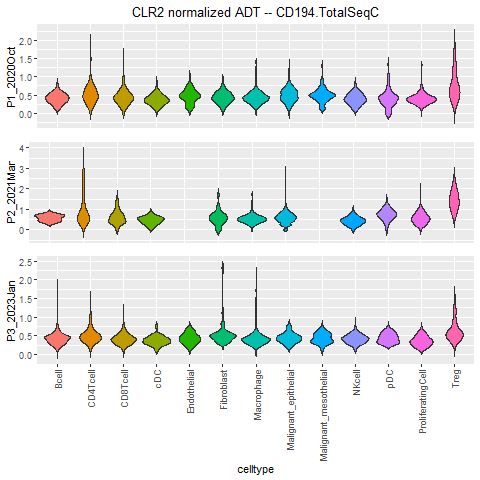 CLR2 normalized ADT -- CD194.TotalSeqC
P1_2020Oct
2.0
1.5
1.0
0.5
0.0
P2_2021Mar
4
3
2
1
0
P3_2023Jan
2.5
2.0
1.5
1.0
0.5
0.0
Bcell
CD4Tcell
CD8Tcell
cDC
Endothelial
Fibroblast
Macrophage
Malignant_epithelial
Malignant_mesothelial
NKcell
pDC
ProliferatingCell
Treg
celltype